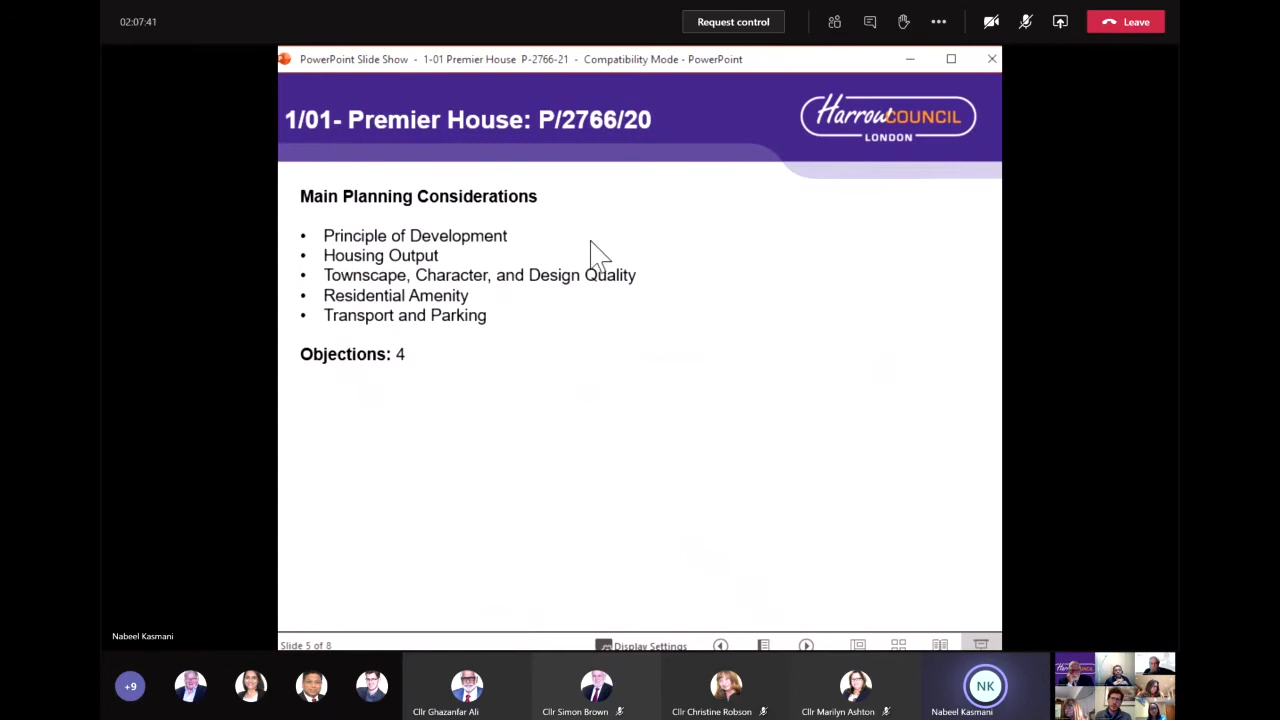 02:07:41
Request control
Leave
PowerPoint Slide Show - 1-01 Premier House P-2766-21 - Compatibility Mode - PowerPoint
1/01- Premier House: P/2766/20
HarrowCOUNCIL
LONDON
Main Planning Considerations
• Principle of Development
• Housing Output
• Townscape, Character, and Design Quality
• Residential Amenity
• Transport and Parking
Objections: 4
Nabeel Kasmani
Slide 5 of 8
Display Settings
+9
NK
Cllr Ghazanfar Ali
Cllr Simon Brown
Cllr Christine Robson
Cllr Marilyn Ashton
Nabeel Kasmani